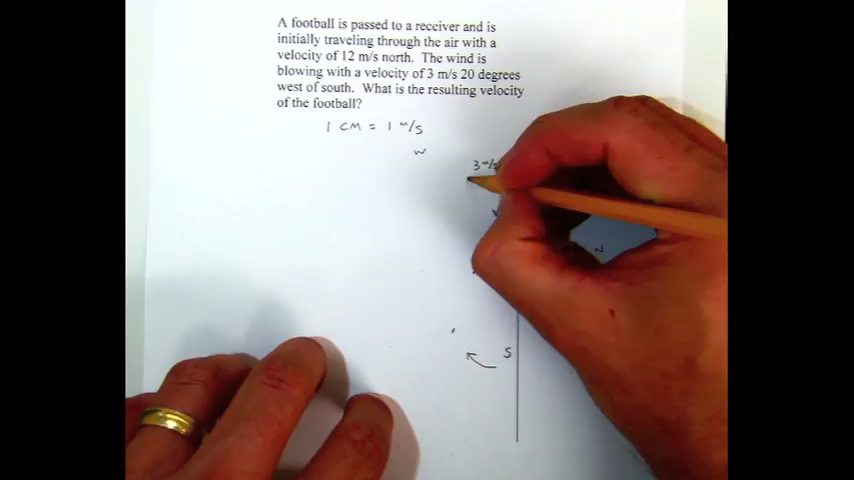 A football is passed to a receiver and is
initially traveling through the air with a
velocity of 12 m/s north. The wind is
blowing with a velocity of 3 m/s 20 degrees
west of south. What is the resulting velocity
of the football?
1 CM = 1 m/s
W
3 m/s
N
S